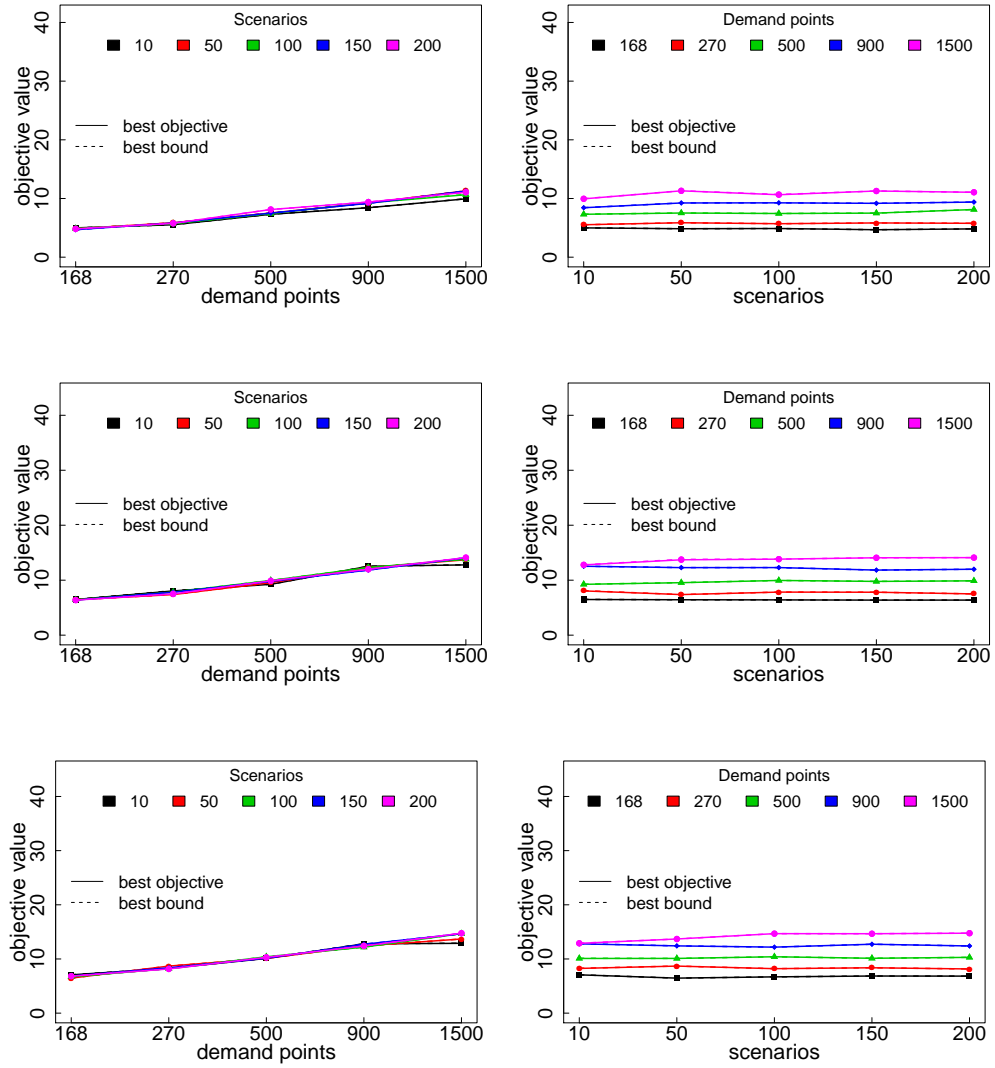 Scenarios
10 50 100 150 200
best objective
best bound
objective value
0 10 20 30 40
168 270 500 900 1500
demand points
Demand points
168 270 500 900 1500
best objective
best bound
objective value
0 10 20 30 40
10 50 100 150 200
scenarios
Scenarios
10 50 100 150 200
best objective
best bound
objective value
0 10 20 30 40
168 270 500 900 1500
demand points
Demand points
168 270 500 900 1500
best objective
best bound
objective value
0 10 20 30 40
10 50 100 150 200
scenarios
Scenarios
10 50 100 150 200
best objective
best bound
objective value
0 10 20 30 40
168 270 500 900 1500
demand points
Demand points
168 270 500 900 1500
best objective
best bound
objective value
0 10 20 30 40
10 50 100 150 200
scenarios